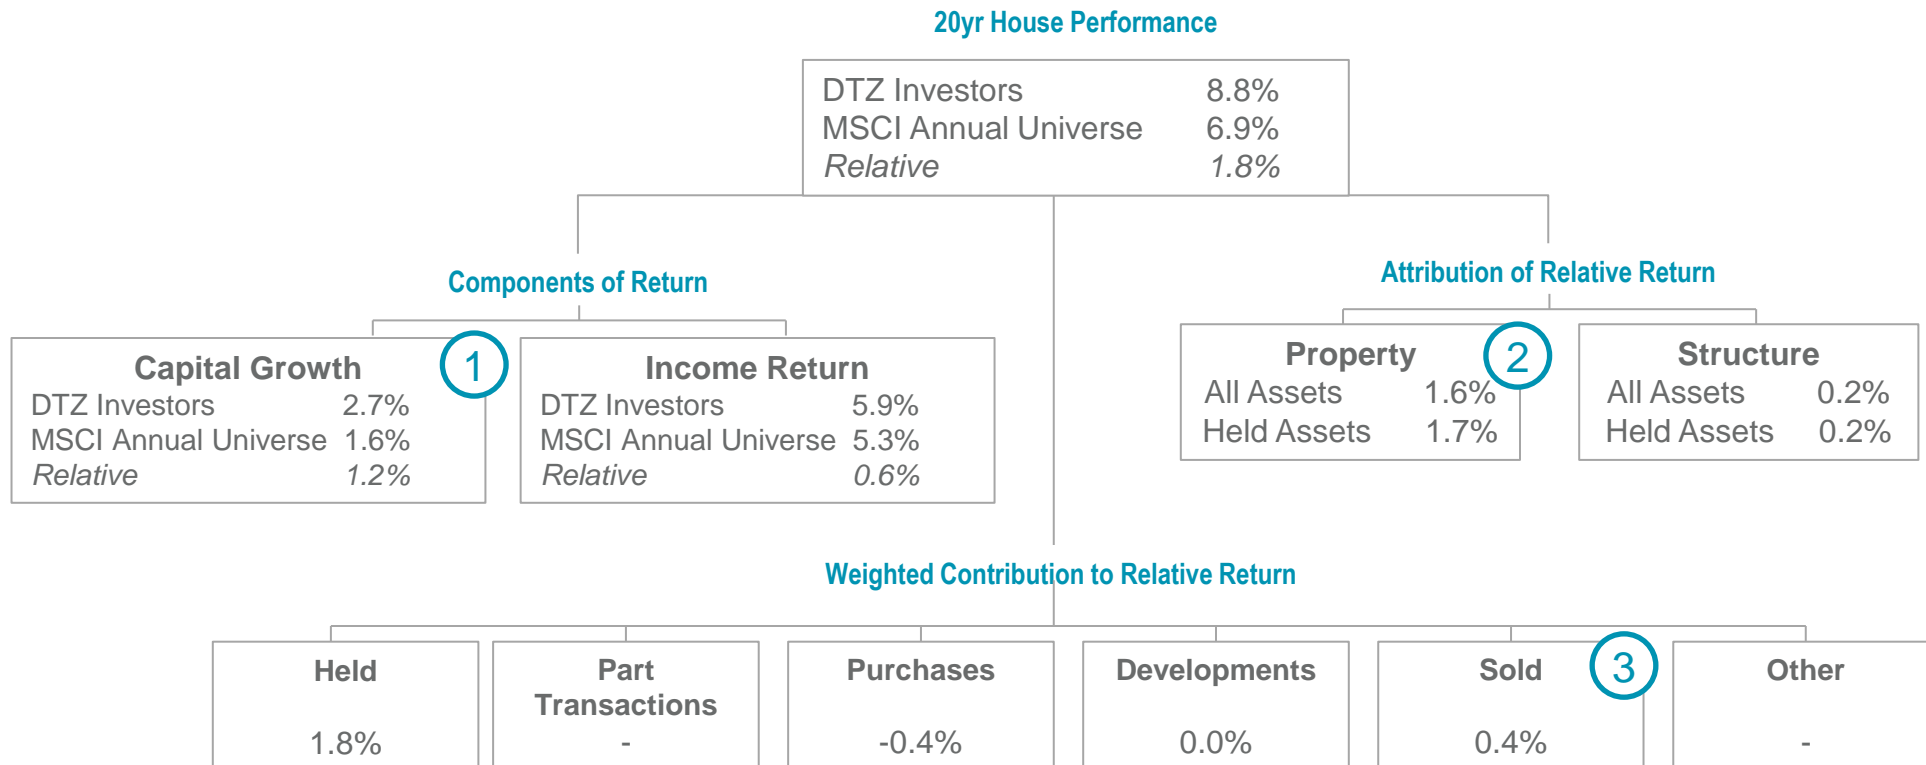 20yr House Performance
DTZ Investors 8.8%
MSCI Annual Universe 6.9%
Relative 1.8%
Components of Return
Capital Growth
DTZ Investors 2.7%
MSCI Annual Universe 1.6%
Relative 1.2%
1
Income Return
DTZ Investors 5.9%
MSCI Annual Universe 5.3%
Relative 0.6%
Attribution of Relative Return
Property
All Assets 1.6%
Held Assets 1.7%
2
Structure
All Assets 0.2%
Held Assets 0.2%
Weighted Contribution to Relative Return
Held
1.8%
Part
Transactions
-
Purchases
-0.4%
Developments
0.0%
Sold
0.4%
3
Other
-